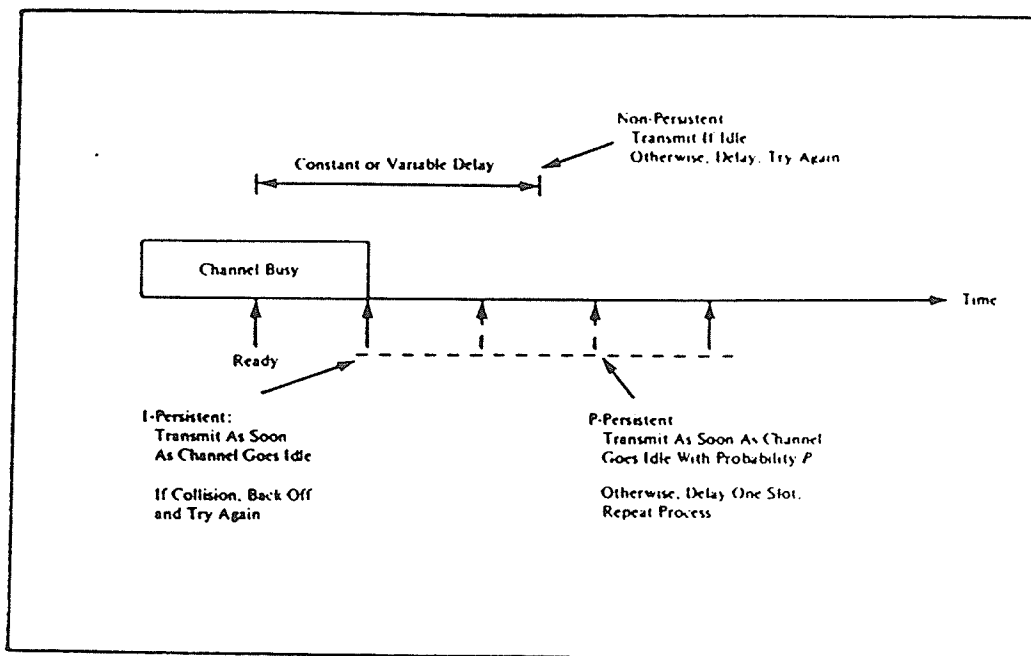 Non-Persistent
Transmit If Idle
Otherwise, Delay, Try Again
Constant or Variable Delay
Channel Busy
Time
Ready
1-Persistent:
Transmit As Soon
As Channel Goes Idle
If Collision, Back Off
and Try Again
P-Persistent
Transmit As Soon As Channel
Goes Idle With Probability P
Otherwise, Delay One Slot,
Repeat Process